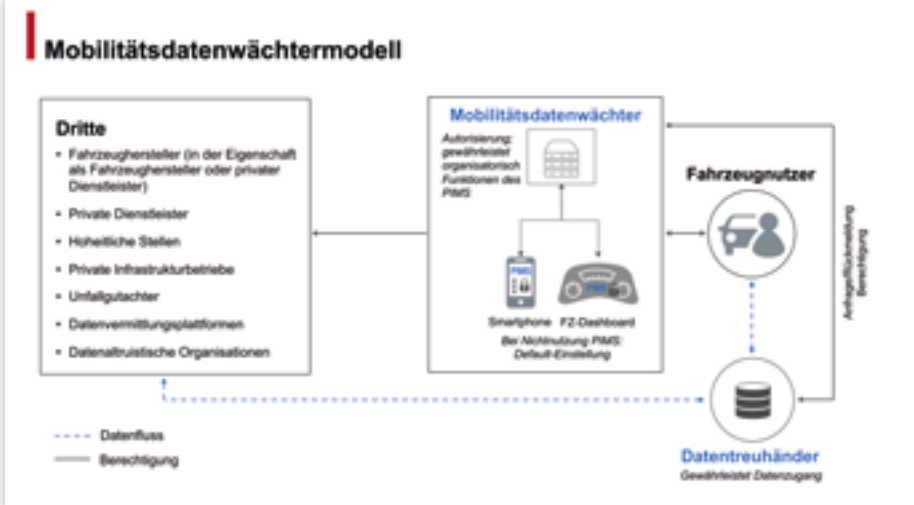 Mobilitätsdatenwächtermodell
Dritte
Fahrzeughersteller (in der Eigenschaft
als Fahrzeughersteller oder privater
Dienstleister)
Private Dienstleister
Hoheitliche Stellen
Private Infrastrukturbetriebe
Unfallgutachter
Datenvermittlungsplattformen
Datenaltruistische Organisationen
Mobilitätsdatenwächter
Autorisierung:
gewährleistet
organisatorisch
Funktionen des
PIMS
PIMS
PIMS
Smartphone
FZ-Dashboard
Bei Nichtnutzung PIMS:
Default-Einstellung
Fahrzeugnutzer
Anfrage/Rückmeldung
Berechtigung
Datentreuhänder
Gewährleistet Datenzugang
Datenfluss
Berechtigung